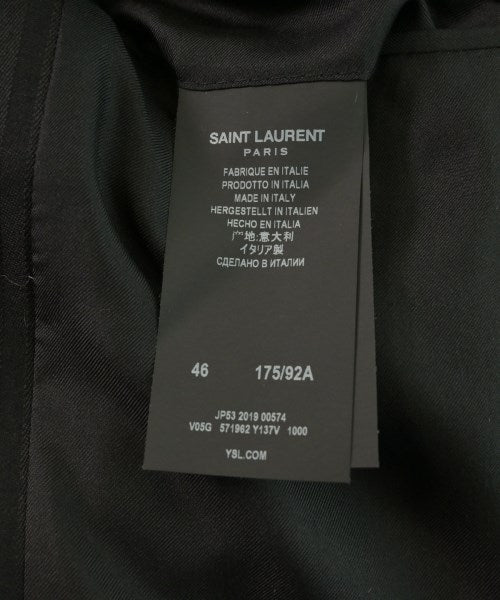 SAINT LAURENT
PARIS
FABRIQUE EN ITALIE
PRODOTTO IN ITALIA
MADE IN ITALY
HERGESTELLT IN ITALIEN
HECHO EN ITALIA
产地:意大利
イタリア製
СДЕЛАНО В ИТАЛИИ
46 175/92A
JP53 2019 00574
V05G 571962 Y137V 1000
YSL.COM